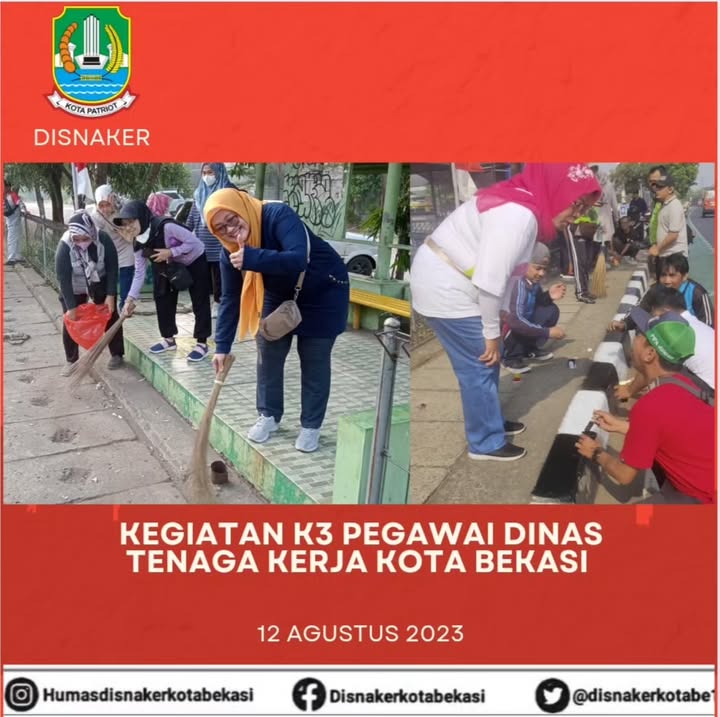 KOTA PATRIOT
DISNAKER
KEGIATAN K3 PEGAWAI DINAS
TENAGA KERJA KOTA BEKASI
12 AGUSTUS 2023
Humasdisnakerkotabekasi
Disnakerkotabekasi
@disnakerkotabe